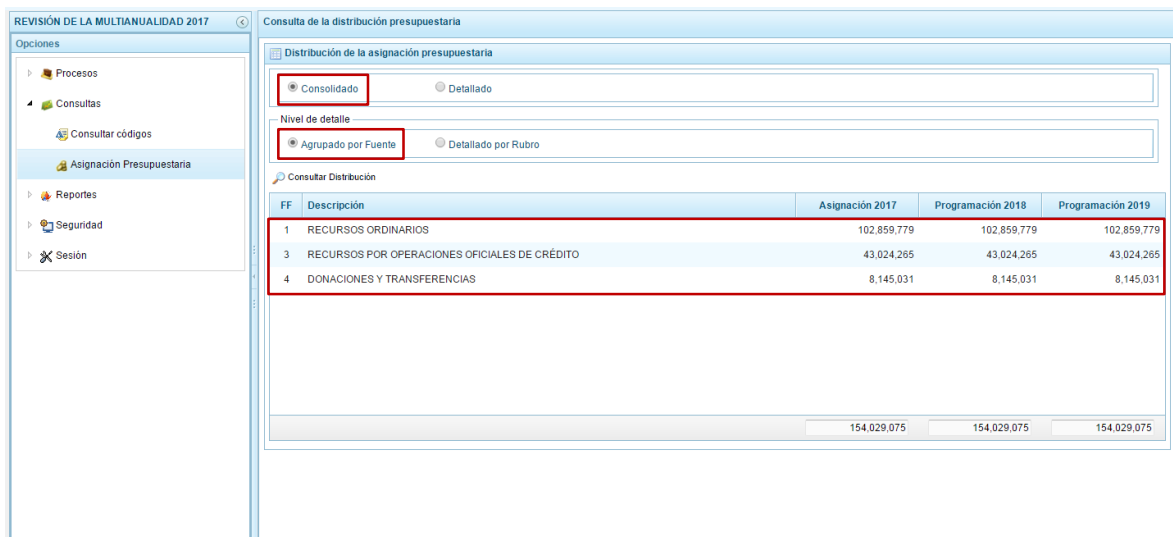 REVISIÓN DE LA MULTIANUALIDAD 2017
Opciones
Procesos
Consultas
Consultar códigos
Asignación Presupuestaria
Reportes
Seguridad
Sesión
Consulta de la distribución presupuestaria
Distribución de la asignación presupuestaria
Consolidado Detallado
Nivel de detalle
Agrupado por Fuente Detallado por Rubro
Consultar Distribución
FF Descripción Asignación 2017 Programación 2018 Programación 2019
1 RECURSOS ORDINARIOS 102,859,779 102,859,779 102,859,779
3 RECURSOS POR OPERACIONES OFICIALES DE CRÉDITO 43,024,265 43,024,265 43,024,265
4 DONACIONES Y TRANSFERENCIAS 8,145,031 8,145,031 8,145,031
154,029,075 154,029,075 154,029,075